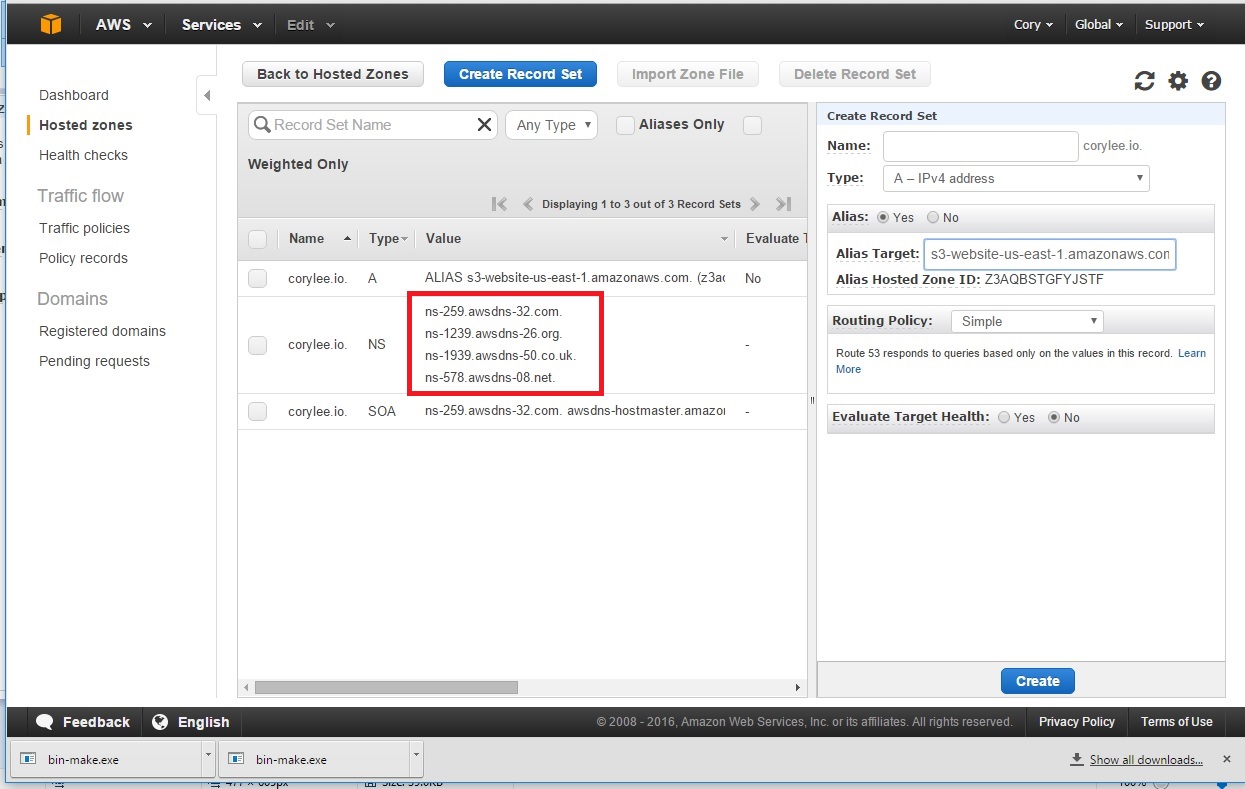 AWS Services Edit Cory Global Support
Dashboard
Hosted zones
Health checks
Traffic flow
Traffic policies
Policy records
Domains
Registered domains
Pending requests
Back to Hosted Zones Create Record Set Import Zone File Delete Record Set
Record Set Name Any Type Aliases Only
Weighted Only
Displaying 1 to 3 out of 3 Record Sets
Name Type Value Evaluate T
corylee.io. A ALIAS s3-website-us-east-1.amazonaws.com. (z3aq No
corylee.io. NS
ns-259.awsdns-32.com.
ns-1239.awsdns-26.org.
ns-1939.awsdns-50.co.uk.
ns-578.awsdns-08.net.
-
corylee.io. SOA ns-259.awsdns-32.com. awsdns-hostmaster.amazon -
Create Record Set
Name: corylee.io.
Type: A – IPv4 address
Alias: Yes No
Alias Target: s3-website-us-east-1.amazonaws.com
Alias Hosted Zone ID: Z3AQBSTGFYJSTF
Routing Policy: Simple
Route 53 responds to queries based only on the values in this record. Learn
More
Evaluate Target Health: Yes No
Create
Feedback English © 2008 - 2016, Amazon Web Services, Inc. or its affiliates. All rights reserved. Privacy Policy Terms of Use
bin-make.exe bin-make.exe Show all downloads...